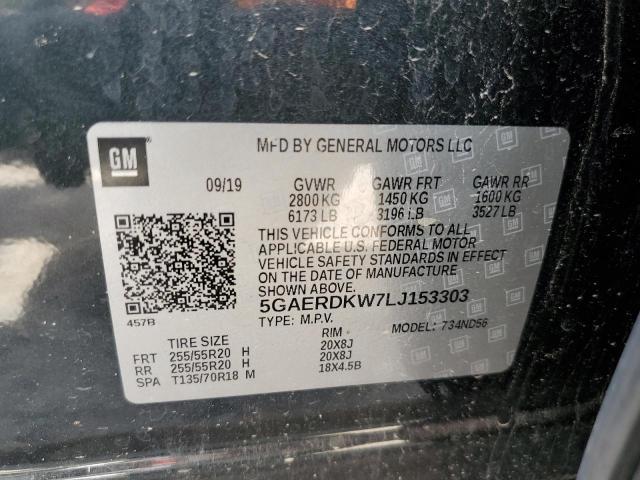 GM
MFD BY GENERAL MOTORS LLC
09/19 GVWR GAWR FRT GAWR RR
2800 KG 1450 KG 1600 KG
6173 LB 3196 LB 3527 LB
THIS VEHICLE CONFORMS TO ALL
APPLICABLE U.S. FEDERAL MOTOR
VEHICLE SAFETY STANDARDS IN EFFECT
ON THE DATE OF MANUFACTURE
SHOWN ABOVE.
5GAERDKW7LJ153303
457B TYPE: M.P.V. MODEL: 734ND56
TIRE SIZE RIM
FRT 255/55R20 H 20X8J
RR 255/55R20 H 20X8J
SPA T135/70R18 M 18X4.5B